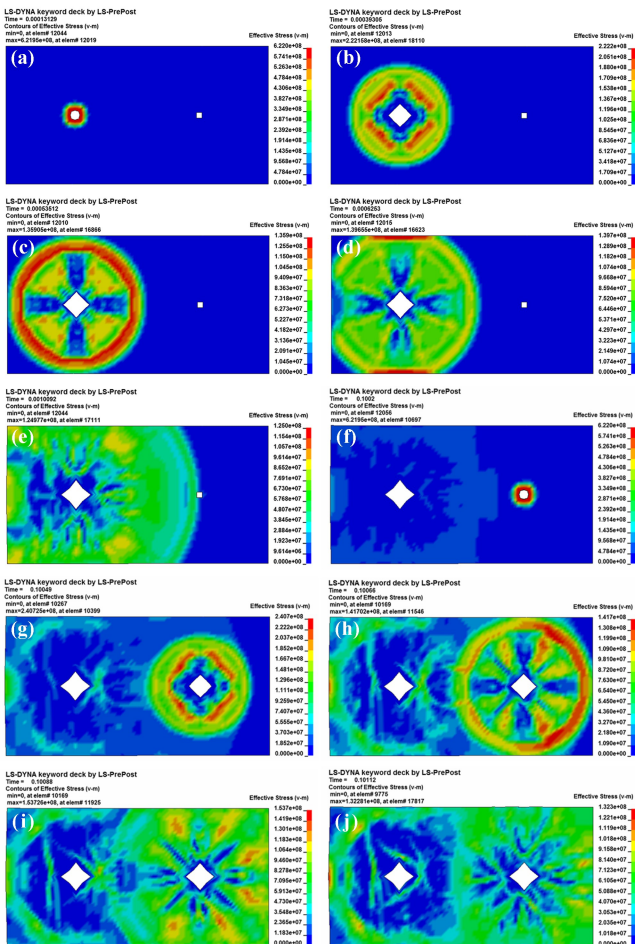 LS-DYNA keyword deck by LS-PrePost
Time = 0.00013129
Contours of Effective Stress (v-m)
min=0, at elem# 12044
max=6.2195e+08, at elem# 12019
Effective Stress (v-m)
(a)
6.220e+08
5.741e+08
5.263e+08
4.784e+08
4.306e+08
3.827e+08
3.349e+08
2.871e+08
2.392e+08
1.914e+08
1.435e+08
9.568e+07
4.784e+07
0.000e+00
LS-DYNA keyword deck by LS-PrePost
Time = 0.00039305
Contours of Effective Stress (v-m)
min=0, at elem# 12013
max=2.22158e+08, at elem# 18110
Effective Stress (v-m)
(b)
2.222e+08
2.051e+08
1.880e+08
1.709e+08
1.538e+08
1.367e+08
1.196e+08
1.025e+08
8.545e+07
6.836e+07
5.127e+07
3.418e+07
1.709e+07
0.000e+00
LS-DYNA keyword deck by LS-PrePost
Time = 0.00053512
Contours of Effective Stress (v-m)
min=0, at elem# 12010
max=1.35905e+08, at elem# 16866
Effective Stress (v-m)
(c)
1.359e+08
1.255e+08
1.150e+08
1.045e+08
9.409e+07
8.363e+07
7.318e+07
6.273e+07
5.227e+07
4.182e+07
3.136e+07
2.091e+07
1.045e+07
0.000e+00
LS-DYNA keyword deck by LS-PrePost
Time = 0.0006253
Contours of Effective Stress (v-m)
min=0, at elem# 12015
max=1.39655e+08, at elem# 16623
Effective Stress (v-m)
(d)
1.397e+08
1.289e+08
1.182e+08
1.074e+08
9.668e+07
8.594e+07
7.520e+07
6.446e+07
5.371e+07
4.297e+07
3.223e+07
2.149e+07
1.074e+07
0.000e+00
LS-DYNA keyword deck by LS-PrePost
Time = 0.0010092
Contours of Effective Stress (v-m)
min=0, at elem# 12044
max=1.24977e+08, at elem# 17111
Effective Stress (v-m)
(e)
1.250e+08
1.154e+08
1.057e+08
9.614e+07
8.652e+07
7.691e+07
6.730e+07
5.768e+07
4.807e+07
3.845e+07
2.884e+07
1.923e+07
9.614e+06
0.000e+00
LS-DYNA keyword deck by LS-PrePost
Time = 0.1002
Contours of Effective Stress (v-m)
min=0, at elem# 12056
max=6.2195e+08, at elem# 10697
Effective Stress (v-m)
(f)
6.220e+08
5.741e+08
5.263e+08
4.784e+08
4.306e+08
3.827e+08
3.349e+08
2.871e+08
2.392e+08
1.914e+08
1.435e+08
9.568e+07
4.784e+07
0.000e+00
LS-DYNA keyword deck by LS-PrePost
Time = 0.10049
Contours of Effective Stress (v-m)
min=0, at elem# 10267
max=2.40725e+08, at elem# 10399
Effective Stress (v-m)
(g)
2.407e+08
2.222e+08
2.037e+08
1.852e+08
1.667e+08
1.481e+08
1.296e+08
1.111e+08
9.259e+07
7.407e+07
5.555e+07
3.703e+07
1.852e+07
0.000e+00
LS-DYNA keyword deck by LS-PrePost
Time = 0.10066
Contours of Effective Stress (v-m)
min=0, at elem# 10169
max=1.41702e+08, at elem# 11546
Effective Stress (v-m)
(h)
1.417e+08
1.308e+08
1.199e+08
1.090e+08
9.810e+07
8.720e+07
7.630e+07
6.540e+07
5.450e+07
4.360e+07
3.270e+07
2.180e+07
1.090e+07
0.000e+00
LS-DYNA keyword deck by LS-PrePost
Time = 0.10088
Contours of Effective Stress (v-m)
min=0, at elem# 10169
max=1.53726e+08, at elem# 11925
Effective Stress (v-m)
(i)
1.537e+08
1.419e+08
1.301e+08
1.183e+08
1.064e+08
9.460e+07
8.278e+07
7.095e+07
5.913e+07
4.730e+07
3.548e+07
2.365e+07
1.183e+07
0.000e+00
LS-DYNA keyword deck by LS-PrePost
Time = 0.10112
Contours of Effective Stress (v-m)
min=0, at elem# 9775
max=1.32281e+08, at elem# 17817
Effective Stress (v-m)
(j)
1.323e+08
1.221e+08
1.119e+08
1.018e+08
9.158e+07
8.140e+07
7.123e+07
6.105e+07
5.088e+07
4.070e+07
3.053e+07
2.035e+07
1.018e+07
0.000e+00